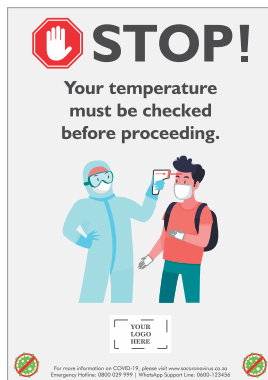 STOP!
Your temperature
must be checked
before proceeding.
YOUR
LOGO
HERE
For more information on COVID-19, please visit www.sacoronavirus.co.za
Emergency Hotline: 0800 029 999 | WhatsApp Support Line: 0600-123456